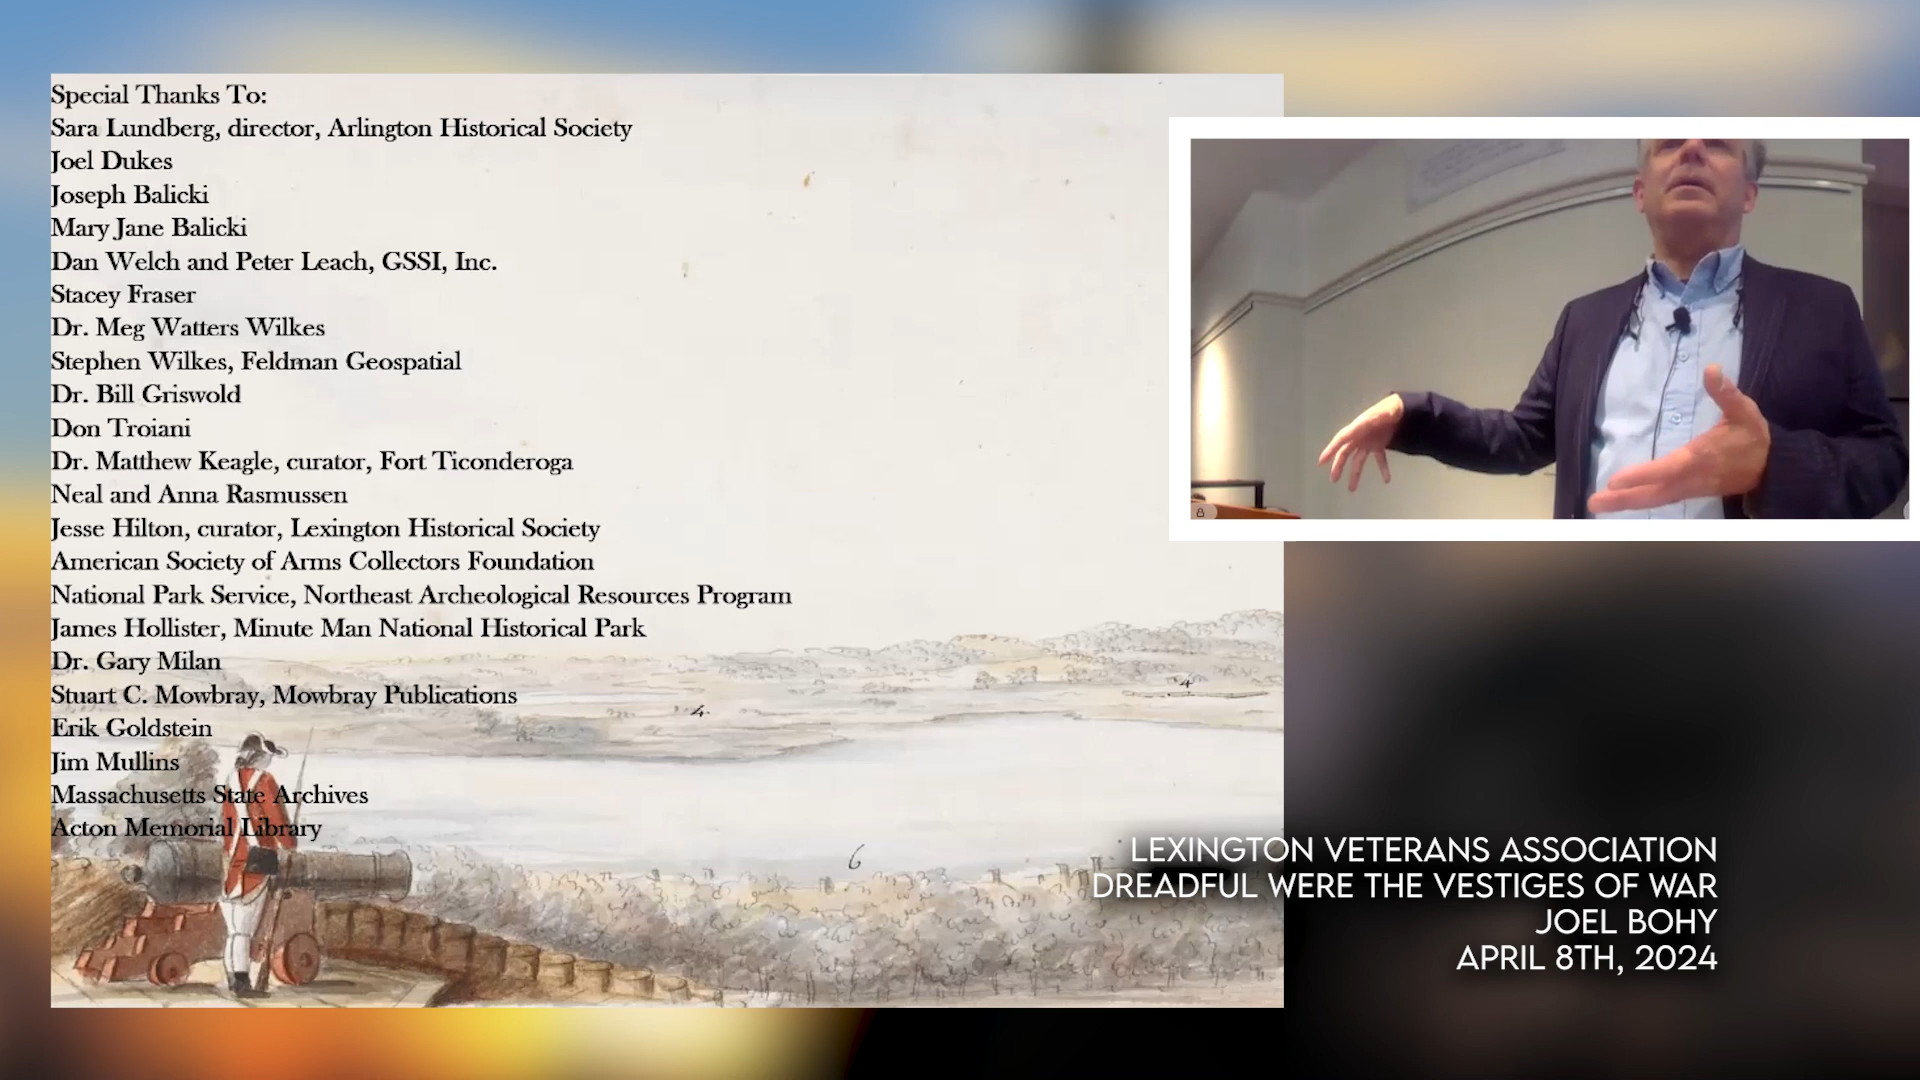 Special Thanks To:
Sara Lundberg, director, Arlington Historical Society
Joel Dukes
Joseph Balicki
Mary Jane Balicki
Dan Welch and Peter Leach, GSSI, Inc.
Stacey Fraser
Dr. Meg Watters Wilkes
Stephen Wilkes, Feldman Geospatial
Dr. Bill Griswold
Don Troiani
Dr. Matthew Keagle, curator, Fort Ticonderoga
Neal and Anna Rasmussen
Jesse Hilton, curator, Lexington Historical Society
American Society of Arms Collectors Foundation
National Park Service, Northeast Archeological Resources Program
James Hollister, Minute Man National Historical Park
Dr. Gary Milan
Stuart C. Mowbray, Mowbray Publications
Erik Goldstein
Jim Mullins
Massachusetts State Archives
Acton Memorial Library
4
4
6
LEXINGTON VETERANS ASSOCIATION
DREADFUL WERE THE VESTIGES OF WAR
JOEL BOHY
APRIL 8TH, 2024